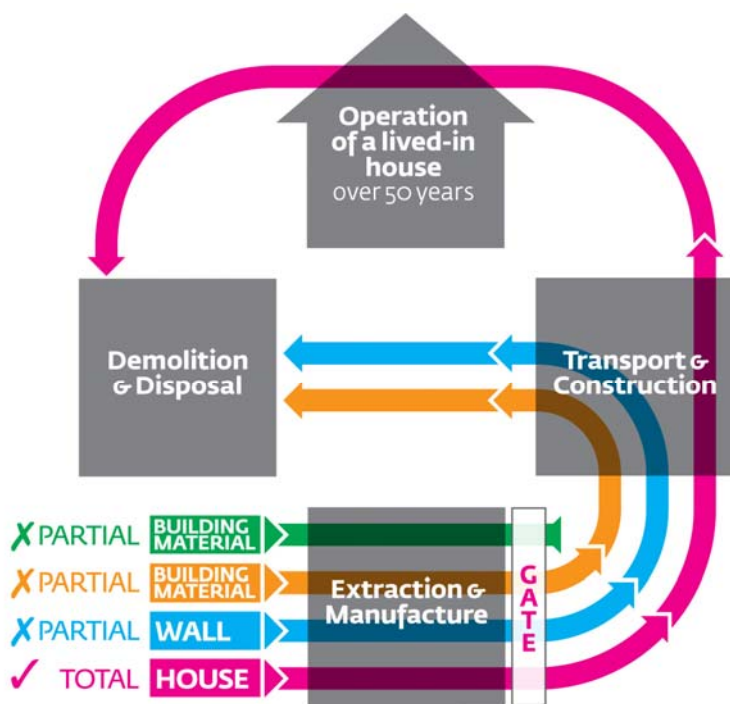 Operation
of a lived-in
house
over 50 years
Demolition
& Disposal
Transport &
Construction
✗ PARTIAL BUILDING MATERIAL
✗ PARTIAL BUILDING MATERIAL
✗ PARTIAL WALL
✓ TOTAL HOUSE
Extraction &
Manufacture
GATE